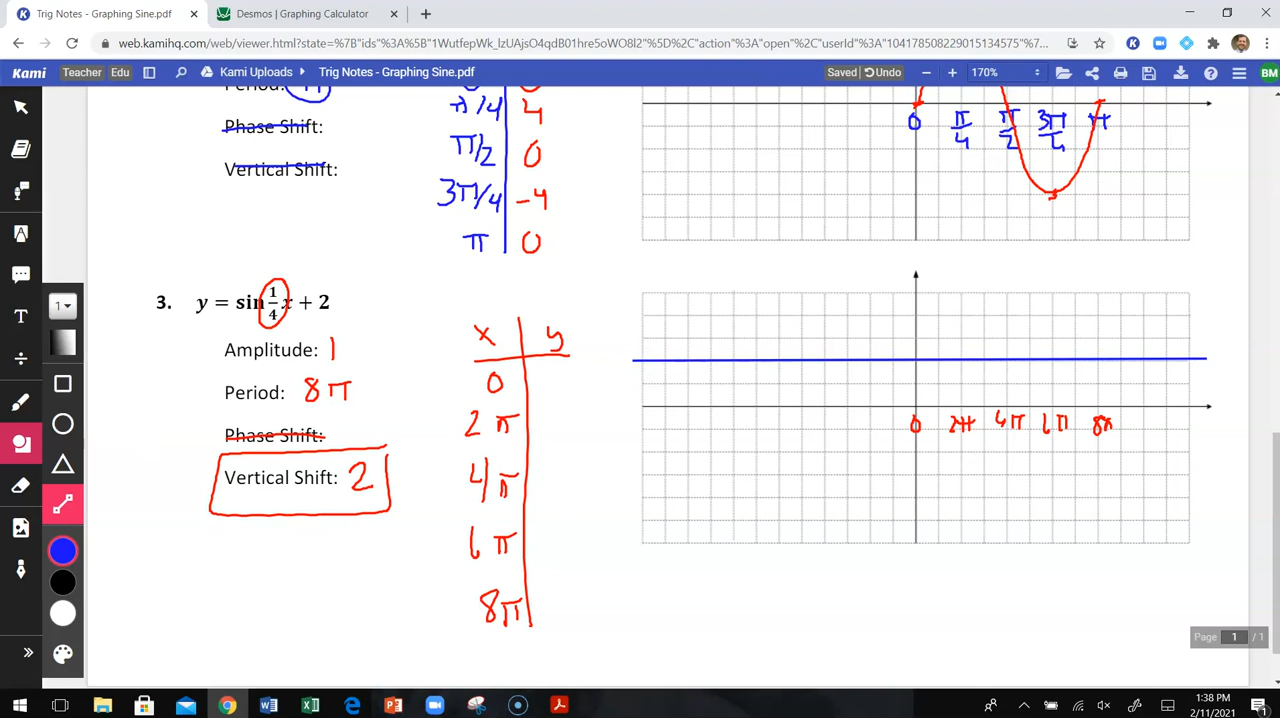 Trig Notes - Graphing Sine.pdf
Desmos | Graphing Calculator
web.kamihq.com/web/viewer.html?state=%7B"ids"%3A%5B"1WutfepWk_lzUAjsO4qdB01hre5oWO8l2"%5D%2C"action"%3A"open"%2C"userId"%3A"104178508229015134575"%7...
Kami
Teacher
Edu
Kami Uploads
Trig Notes - Graphing Sine.pdf
Saved
Undo
170%
BM
Period: π
Phase Shift:
Vertical Shift:
π/4 4
π/2 0
3π/4 -4
π 0
0 π/4 π/2 3π/4 π
3. y = sin 1/4 x + 2
Amplitude: 1
Period: 8π
Phase Shift:
Vertical Shift: 2
x y
0
2π
4π
6π
8π
0 2π 4π 6π 8π
1
Page 1 / 1
1:38 PM
2/11/2021
1